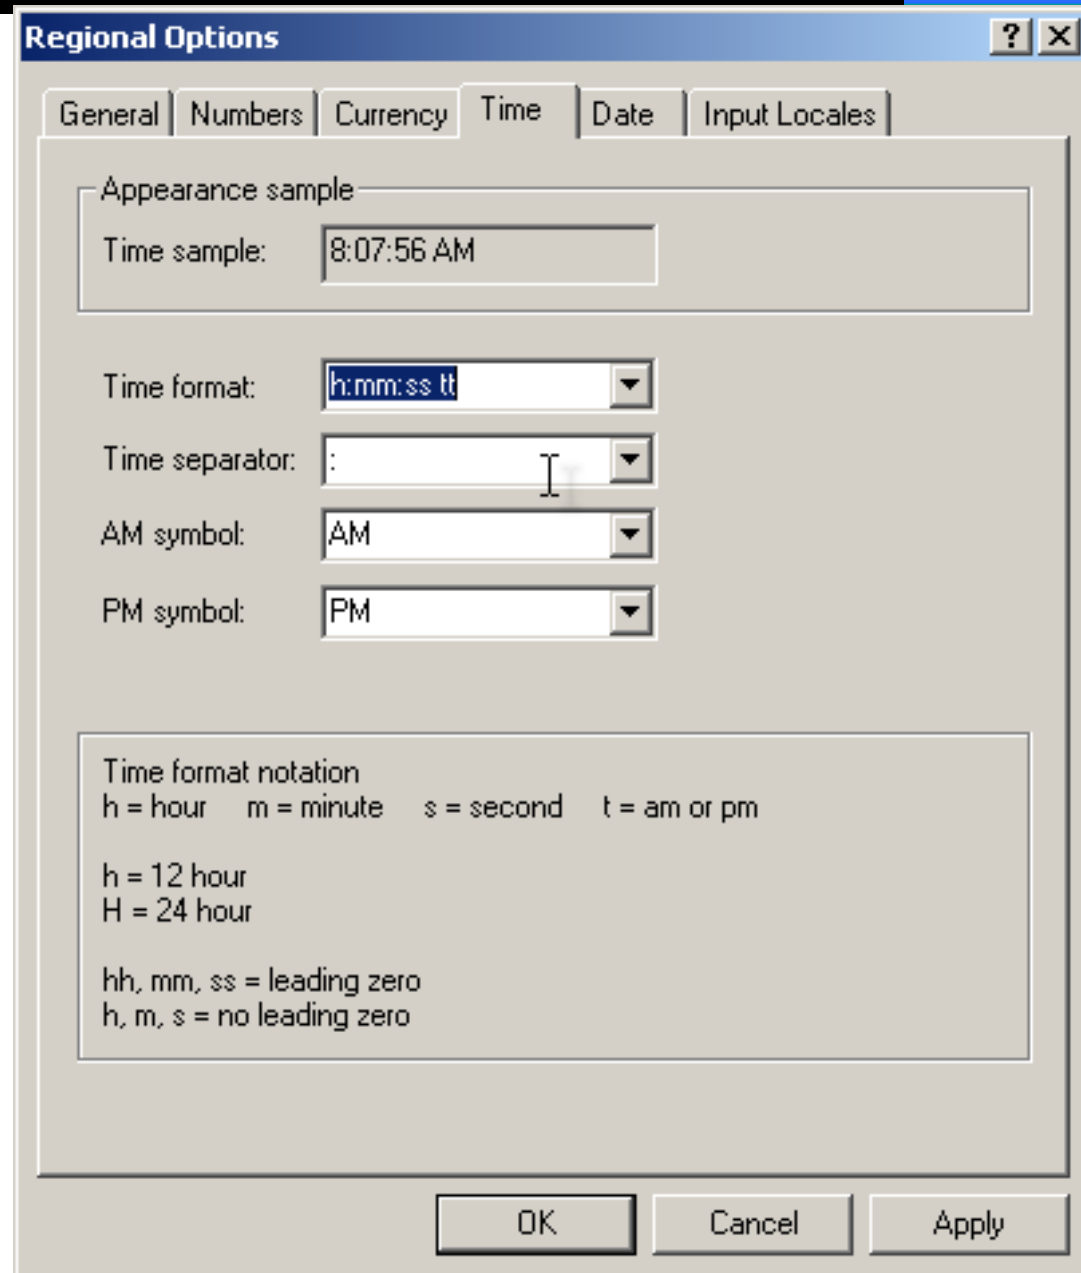 Regional Options
General Numbers Currency Time Date Input Locales
Appearance sample
Time sample: 8:07:56 AM
Time format: h:mm:ss tt
Time separator: :
AM symbol: AM
PM symbol: PM
Time format notation
h = hour m = minute s = second t = am or pm
h = 12 hour
H = 24 hour
hh, mm, ss = leading zero
h, m, s = no leading zero
OK Cancel Apply